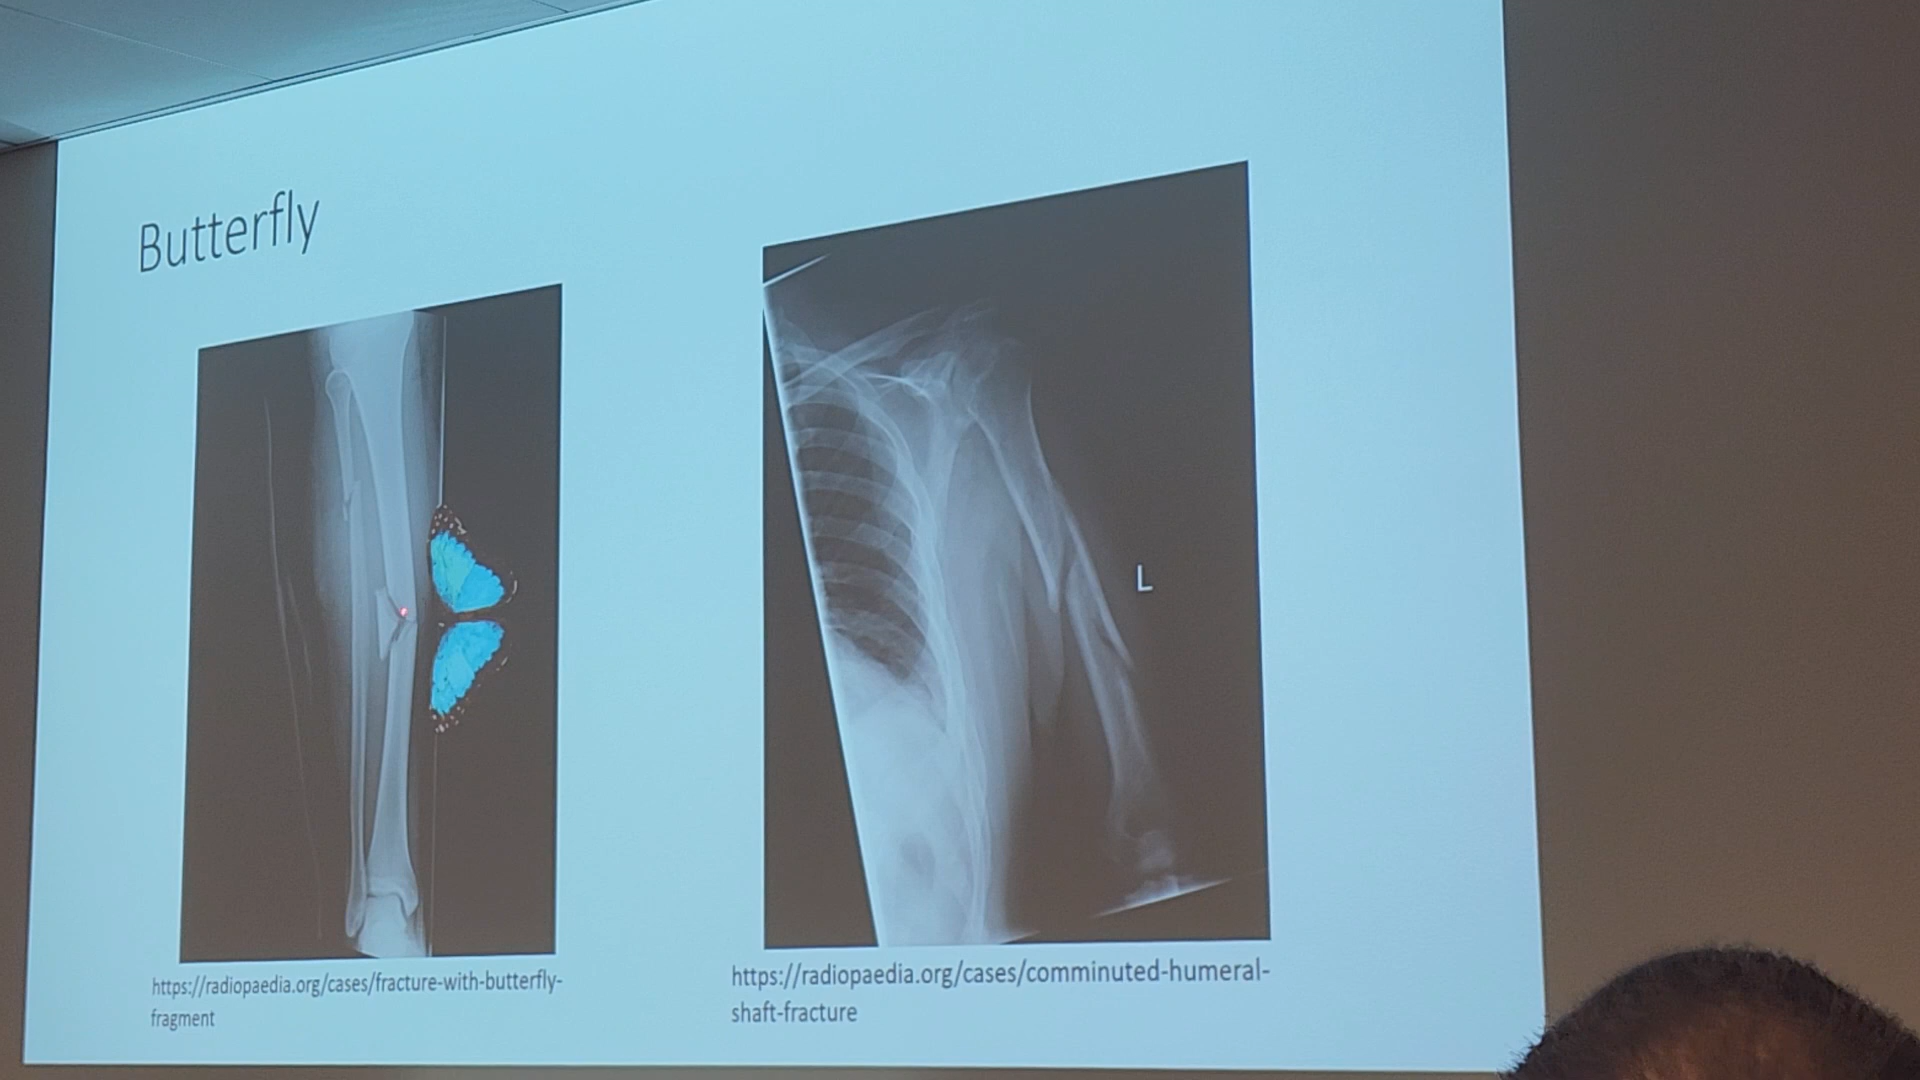 Butterfly
L
https://radiopaedia.org/cases/fracture-with-butterfly-
fragment
https://radiopaedia.org/cases/comminuted-humeral-
shaft-fracture